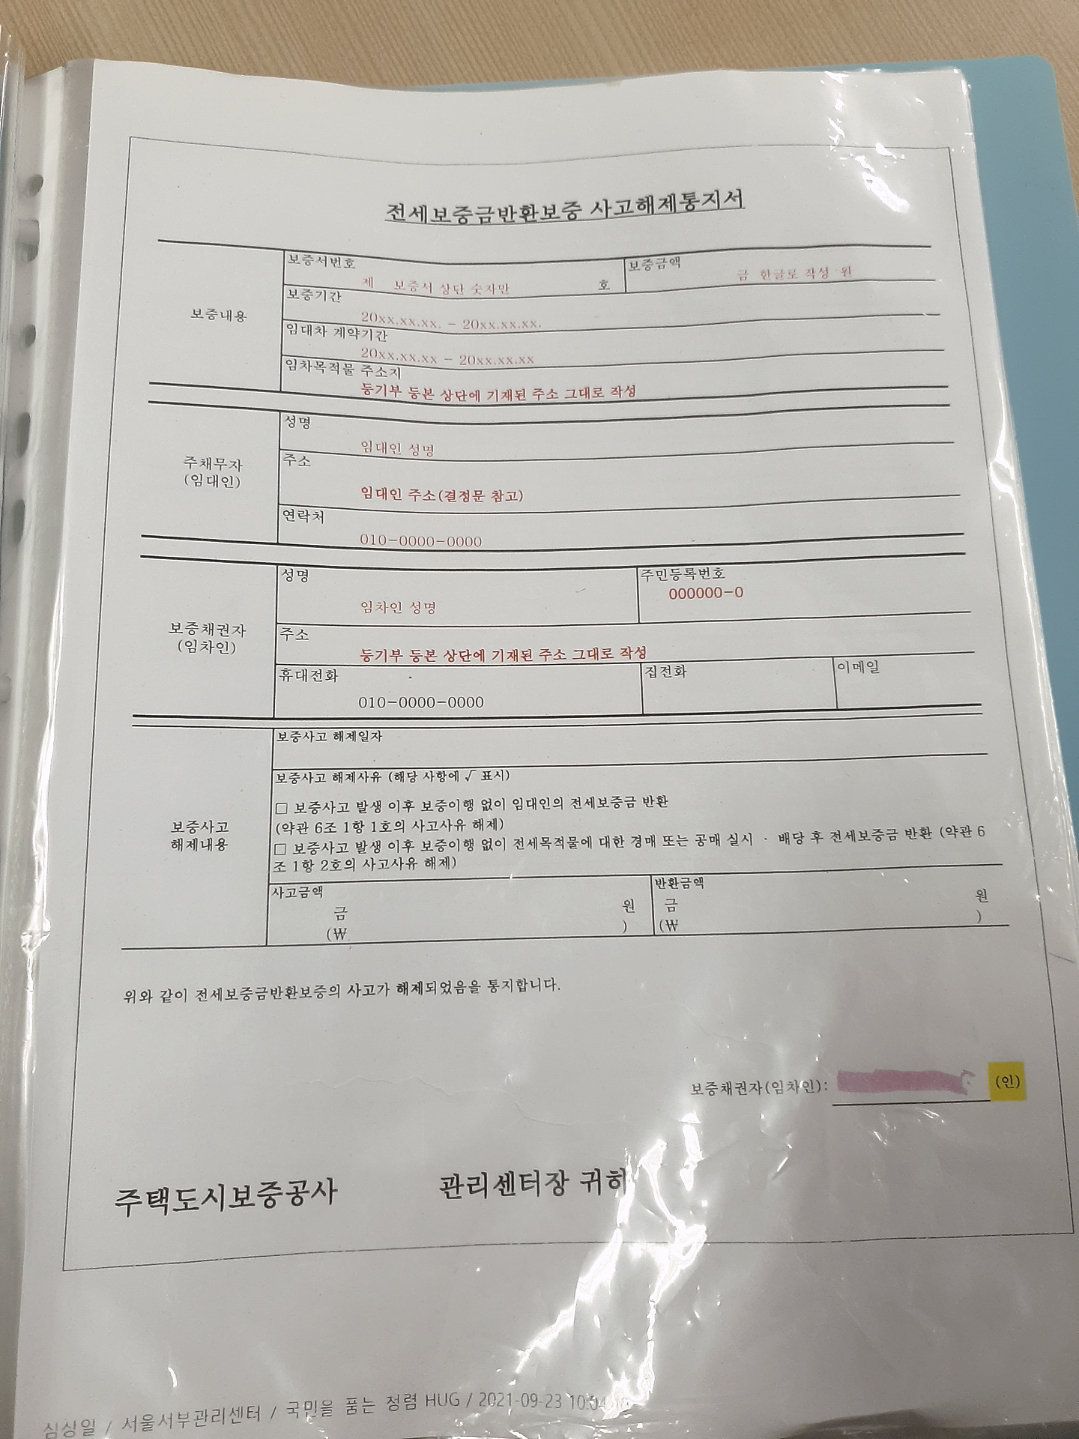 전세보증금반환보증 사고해제통지서
보증내용
보증서번호
제 보증서 상단 숫자만 호
보증금액
금 한글로 작성 원
보증기간
20xx.xx.xx. - 20xx.xx.xx.
임대차 계약기간
20xx.xx.xx - 20xx.xx.xx
임차목적물 주소지
등기부 등본 상단에 기재된 주소 그대로 작성
주채무자
(임대인)
성명
임대인 성명
주소
임대인 주소(결정문 참고)
연락처
010-0000-0000
보증채권자
(임차인)
성명
임차인 성명
주민등록번호
000000-0
주소
등기부 등본 상단에 기재된 주소 그대로 작성
휴대전화
010-0000-0000
집전화
이메일
보증사고
해제내용
보증사고 해제일자
보증사고 해제사유 (해당 사항에 √ 표시)
□ 보증사고 발생 이후 보증이행 없이 임대인의 전세보증금 반환
(약관 6조 1항 1호의 사고사유 해제)
□ 보증사고 발생 이후 보증이행 없이 전세목적물에 대한 경매 또는 공매 실시 · 배당 후 전세보증금 반환 (약관 6
조 1항 2호의 사고사유 해제)
사고금액
금 원
(₩ )
반환금액
금 원
(₩ )
위와 같이 전세보증금반환보증의 사고가 해제되었음을 통지합니다.
보증채권자(임차인): (인)
주택도시보증공사 관리센터장 귀하
심상일 / 서울서부관리센터 / 국민을 품는 청렴 HUG / 2021-09-23